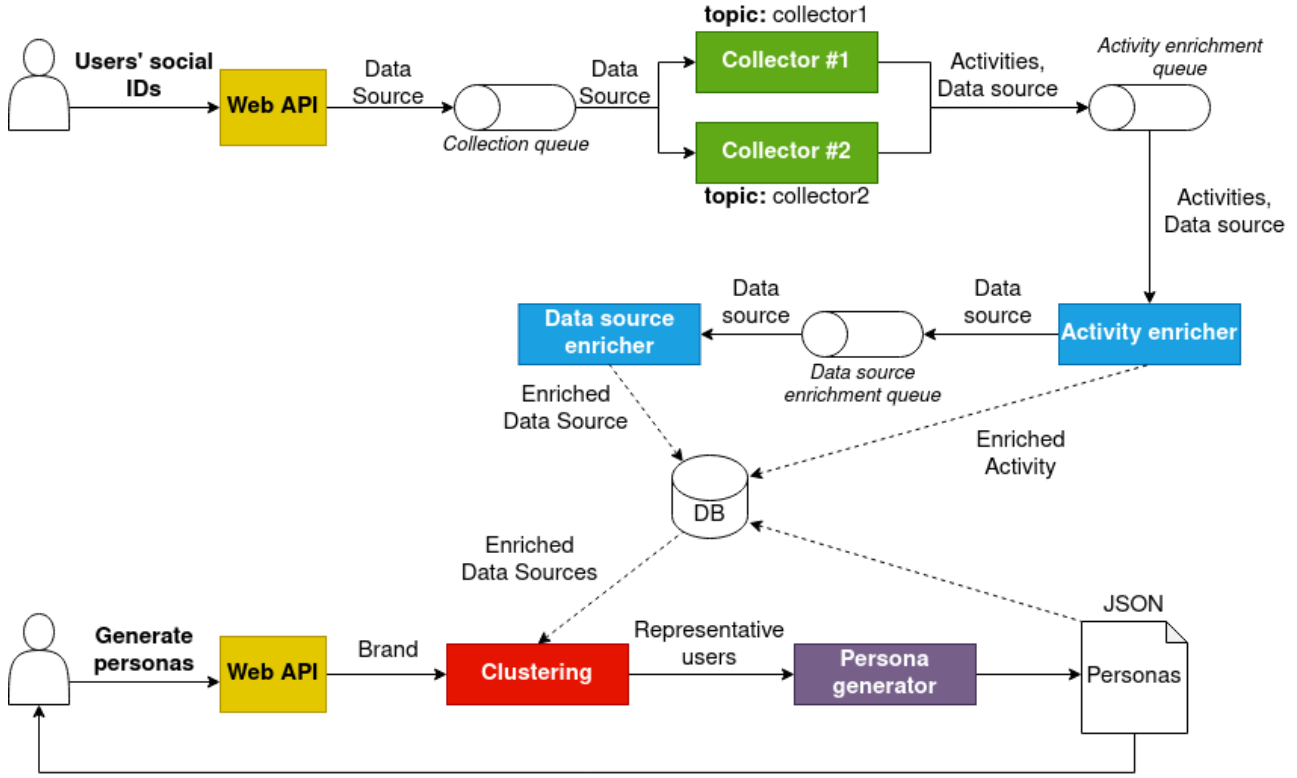 topic: collector1
Users' social
IDs
Web API
Data
Source
Collection queue
Data
Source
Collector #1
Collector #2
topic: collector2
Activities,
Data source
Activity enrichment
queue
Activities,
Data source
Activity enricher
Data
source
Data source
enrichment queue
Data
source
Data source
enricher
Enriched
Data Source
Enriched
Activity
DB
Enriched
Data Sources
Generate
personas
Web API
Brand
Clustering
Representative
users
Persona
generator
JSON
Personas